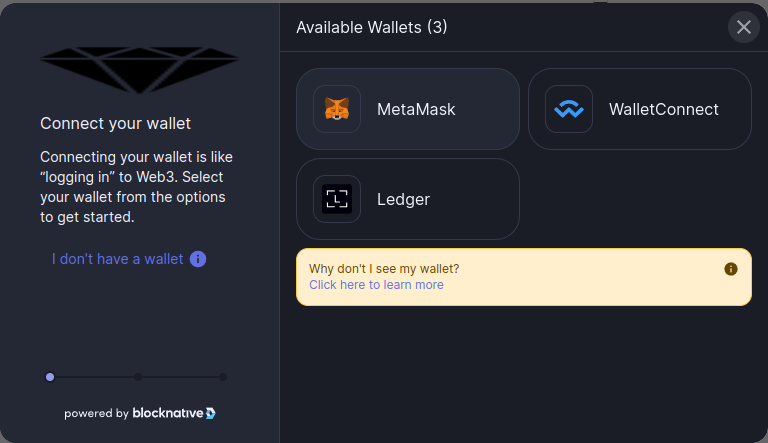 Available Wallets (3)
Connect your wallet
Connecting your wallet is like
“logging in” to Web3. Select
your wallet from the options
to get started.
I don't have a wallet
powered by blocknative
MetaMask
WalletConnect
Ledger
Why don't I see my wallet?
Click here to learn more